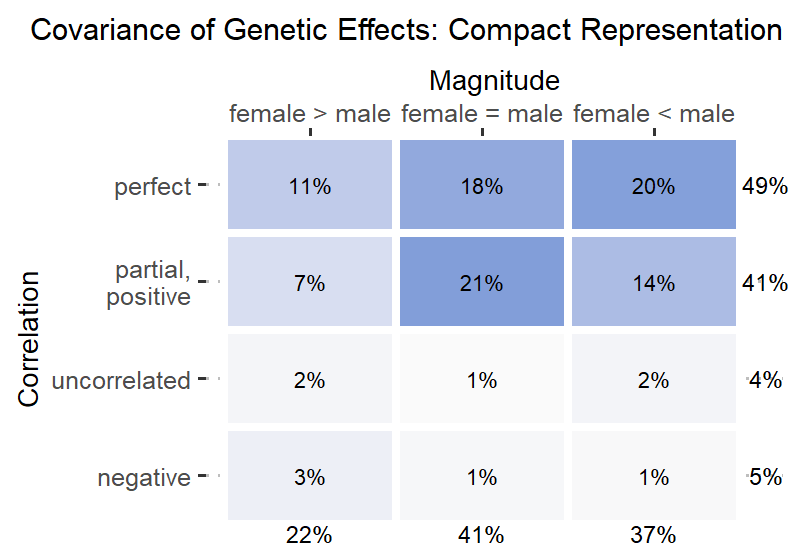 Covariance of Genetic Effects: Compact Representation
Magnitude
female > male female = male female < male
perfect 11% 18% 20% 49%
partial,
positive 7% 21% 14% 41%
Correlation
uncorrelated 2% 1% 2% 4%
negative 3% 1% 1% 5%
22% 41% 37%